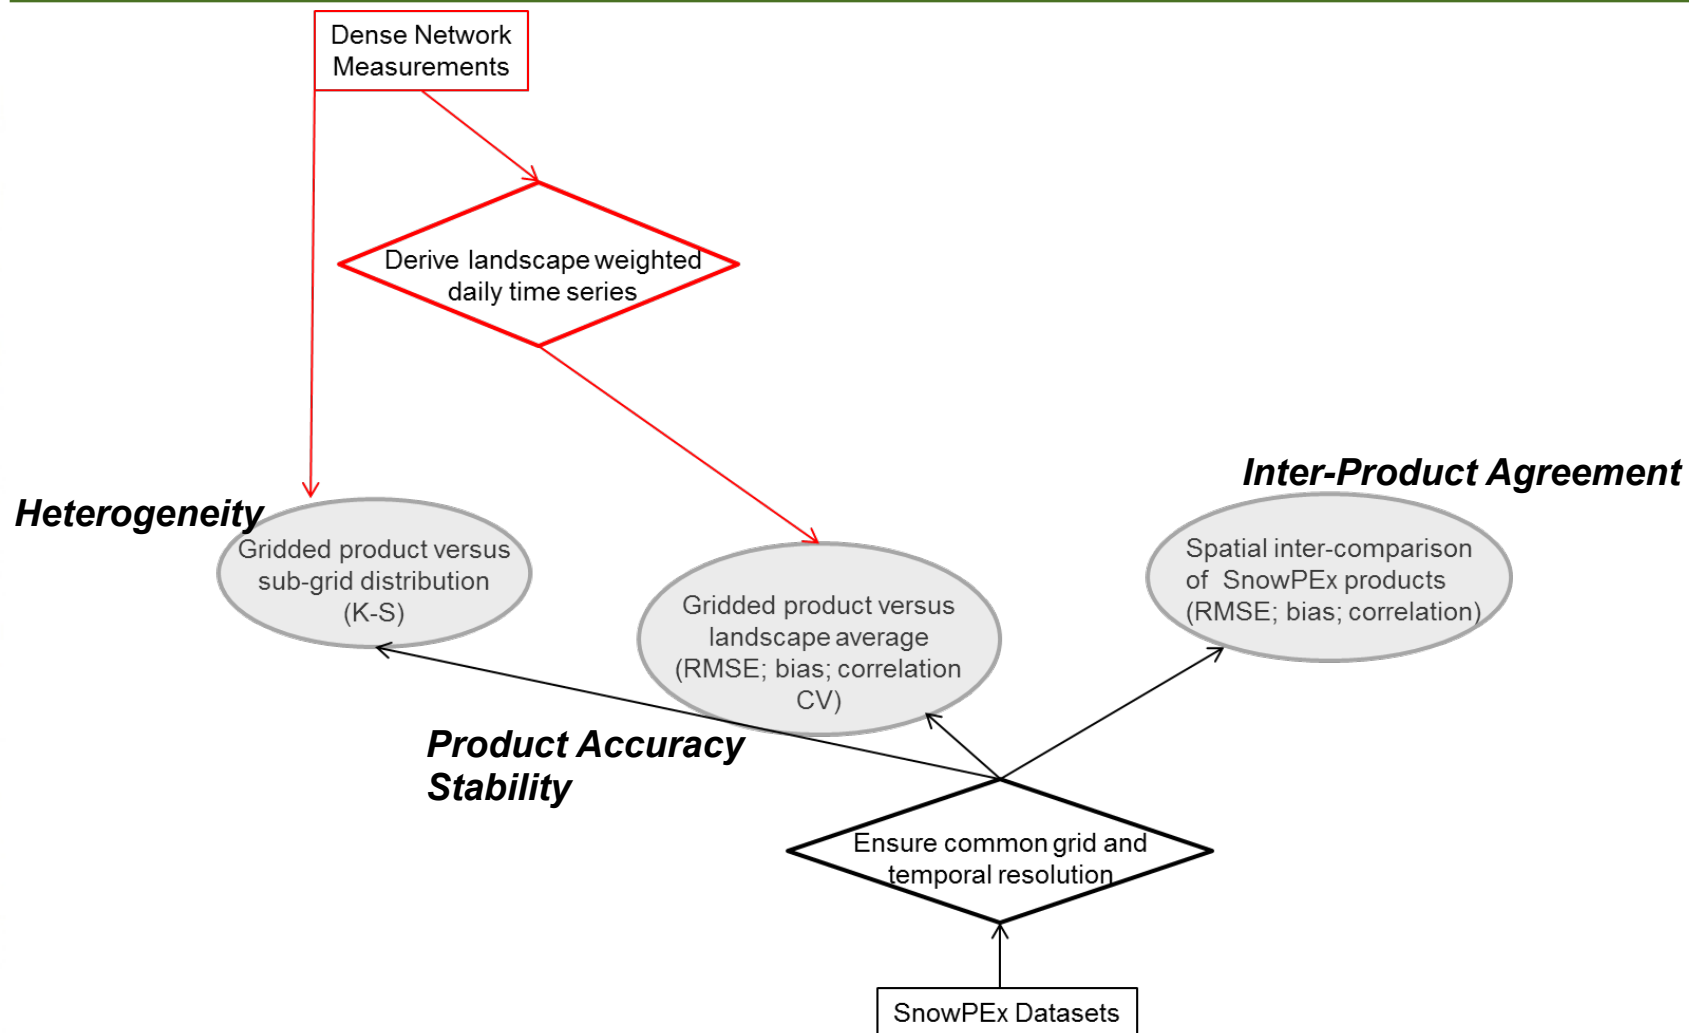 Dense Network
Measurements
Derive landscape weighted
daily time series
Inter-Product Agreement
Heterogeneity
Gridded product versus
sub-grid distribution
(K-S)
Gridded product versus
landscape average
(RMSE; bias; correlation
CV)
Spatial inter-comparison
of SnowPEx products
(RMSE; bias; correlation)
Product Accuracy
Stability
Ensure common grid and
temporal resolution
SnowPEx Datasets